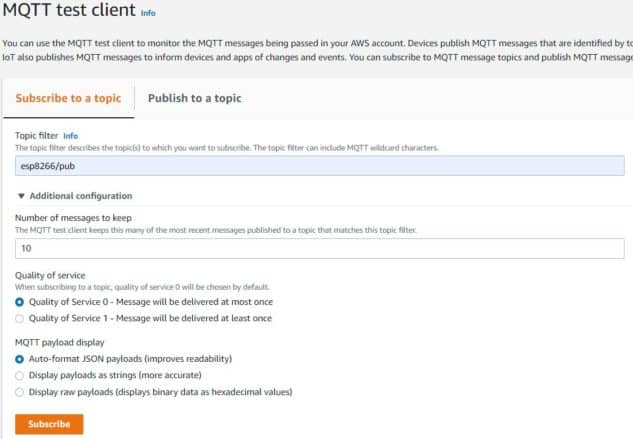 MQTT test client Info
You can use the MQTT test client to monitor the MQTT messages being passed in your AWS account. Devices publish MQTT messages that are identified by
IoT also publishes MQTT messages to inform devices and apps of changes and events. You can subscribe to MQTT message topics and publish MQTT message
Subscribe to a topic Publish to a topic
Topic filter Info
The topic filter describes the topic(s) to which you want to subscribe. The topic filter can include MQTT wildcard characters.
esp8266/pub
▼ Additional configuration
Number of messages to keep
The MQTT test client keeps this many of the most recent messages published to a topic that matches this topic filter.
10
Quality of service
When subscribing to a topic, quality of service 0 will be chosen by default.
Quality of Service 0 - Message will be delivered at most once
Quality of Service 1 - Message will be delivered at least once
MQTT payload display
Auto-format JSON payloads (improves readability)
Display payloads as strings (more accurate)
Display raw payloads (displays binary data as hexadecimal values)
Subscribe